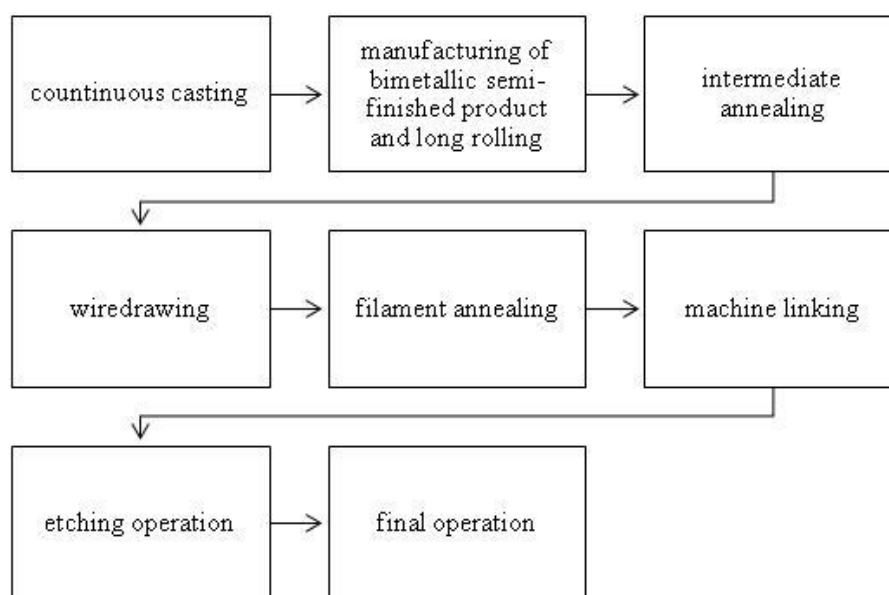 countinuous casting
manufacturing of
bimetallic semi-
finished product
and long rolling
intermediate
annealing
wiredrawing
filament annealing
machine linking
etching operation
final operation